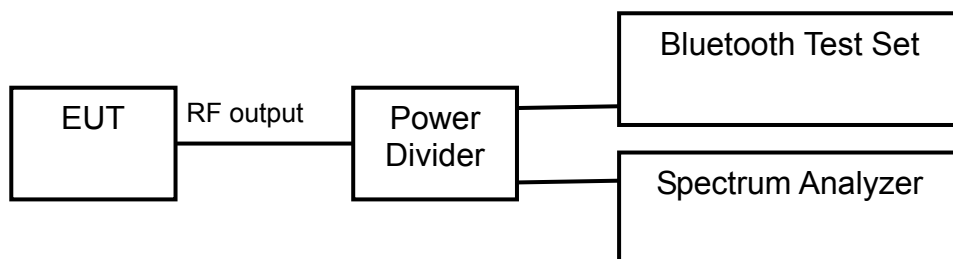 EUT
RF output
Power
Divider
Bluetooth Test Set
Spectrum Analyzer